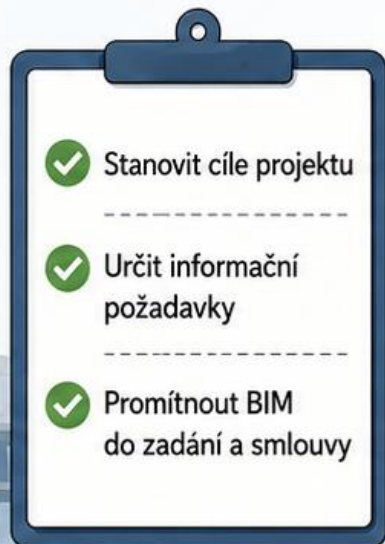 Stanovit cíle projektu
Určit informační
požadavky
Promítnout BIM
do zadání a smlouvy